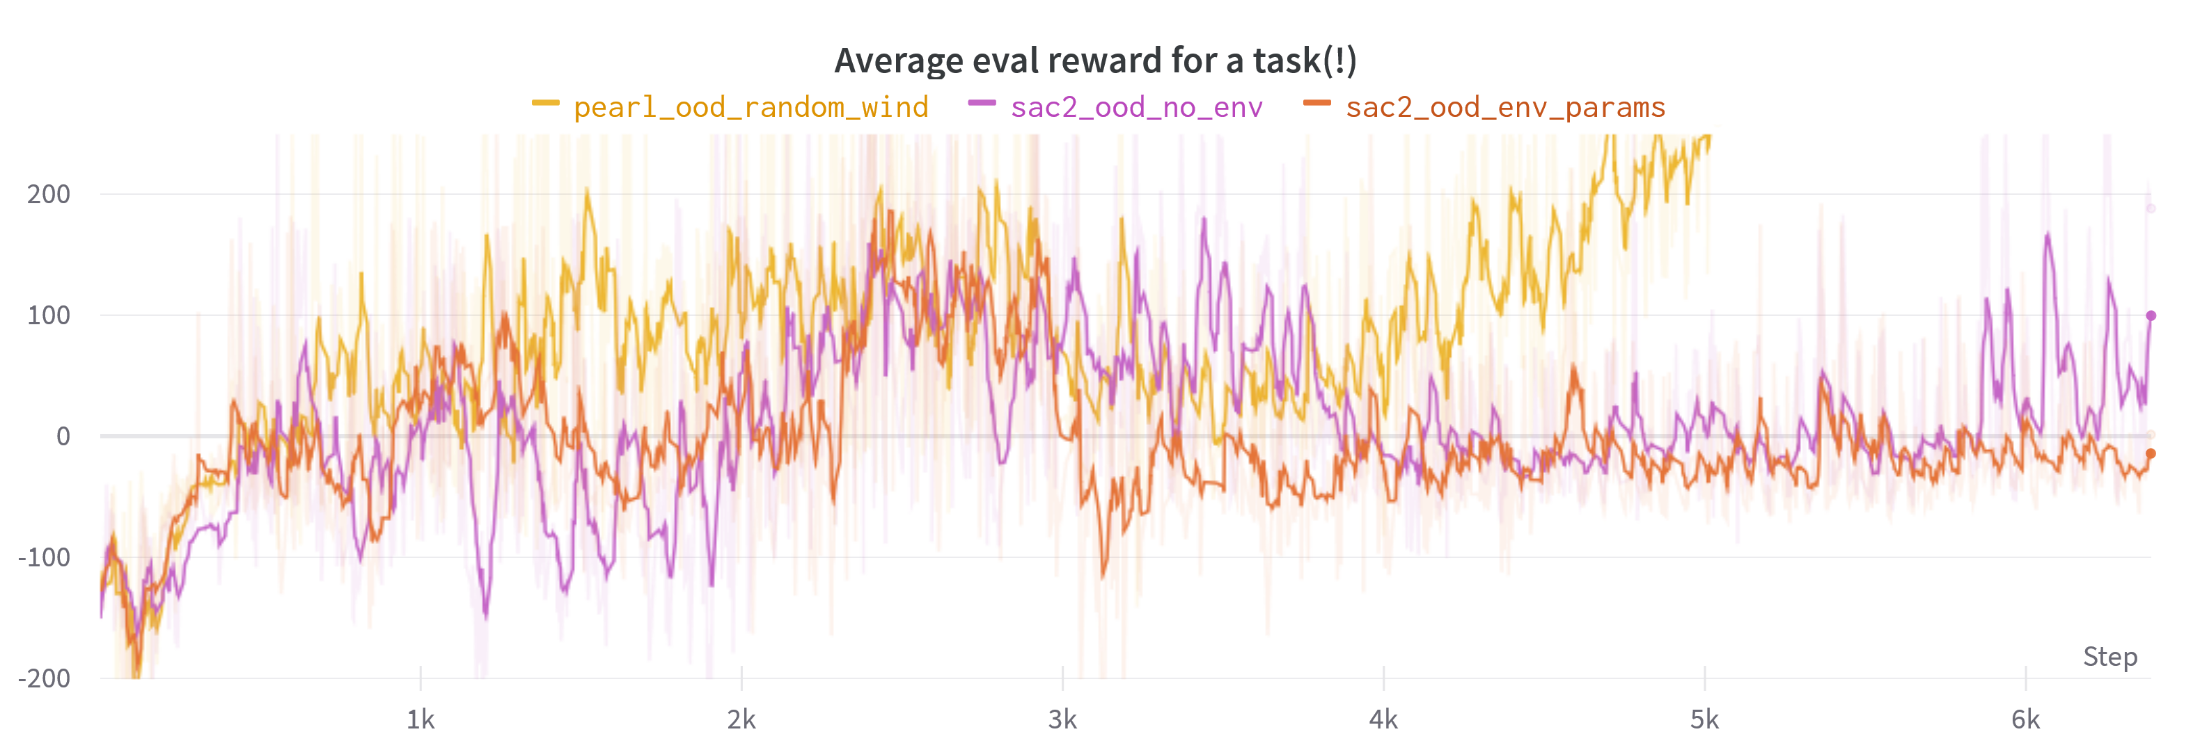 Average eval reward for a task(!)
pearl_ood_random_wind sac2_ood_no_env sac2_ood_env_params
200
100
0
-100
-200
Step
1k 2k 3k 4k 5k 6k